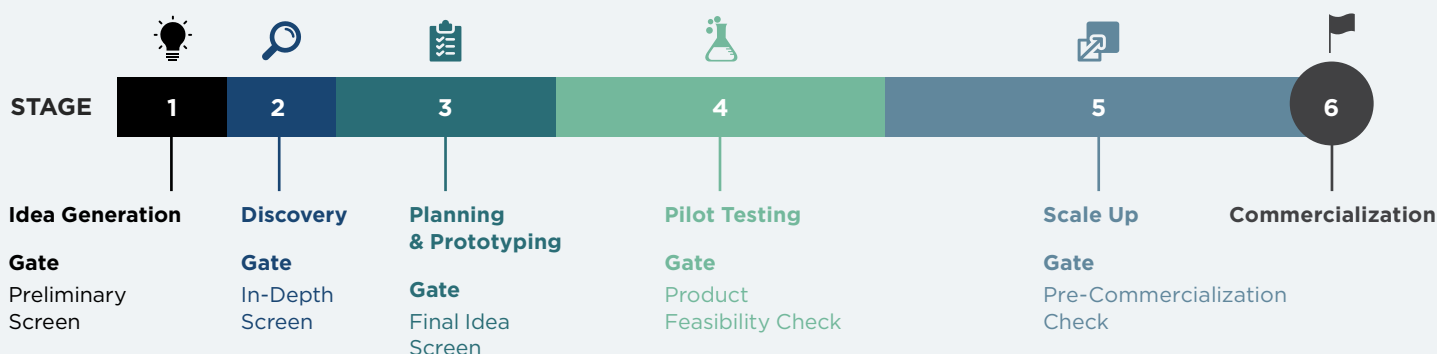 STAGE 1 2 3 4 5 6
Idea Generation
Gate
Preliminary
Screen
Discovery
Gate
In-Depth
Screen
Planning
& Prototyping
Gate
Final Idea
Screen
Pilot Testing
Gate
Product
Feasibility Check
Scale Up
Gate
Pre-Commercialization
Check
Commercialization